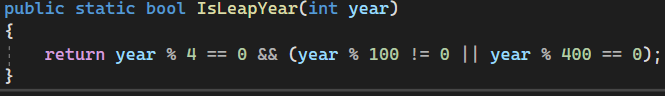 public static bool IsLeapYear(int year)
{
    return year % 4 == 0 && (year % 100 != 0 || year % 400 == 0);
}